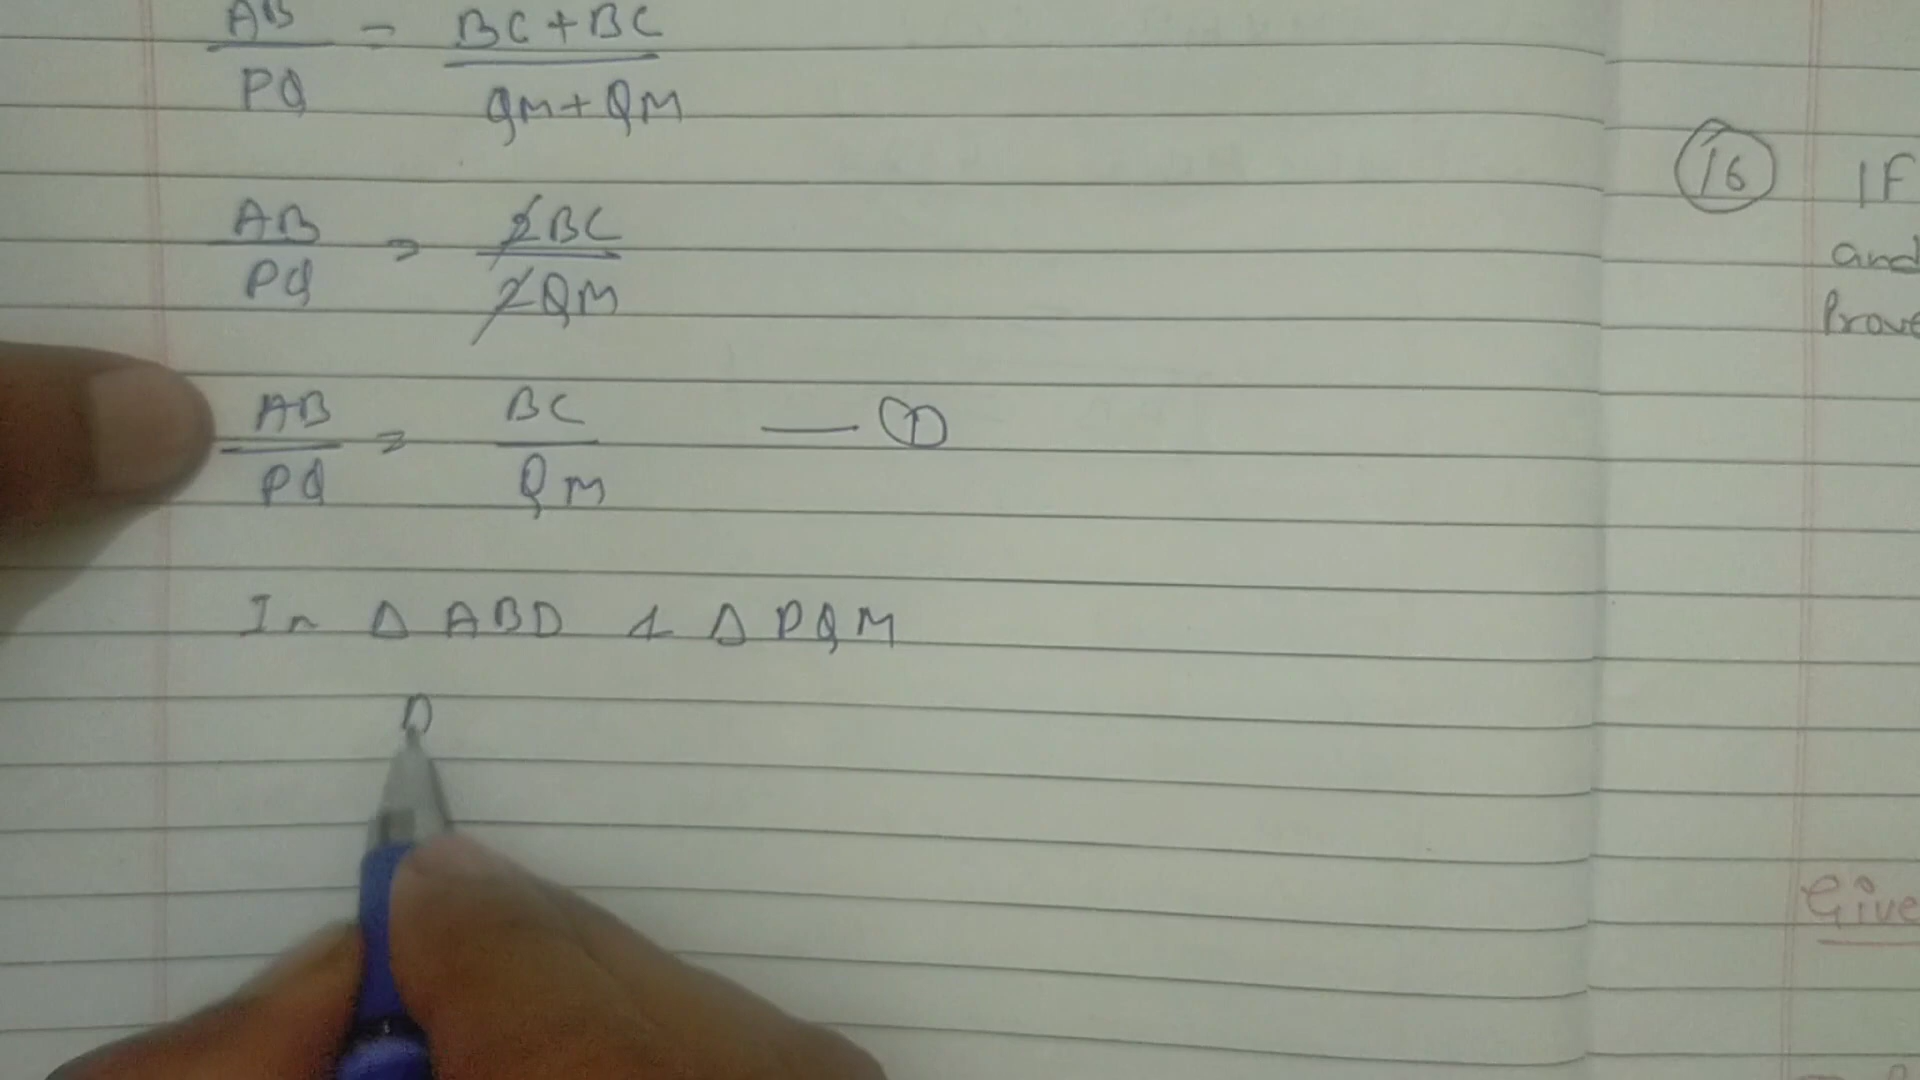 AB/PQ = BC+BC/QM+QM
AB/PQ = 2BC/2QM
AB/PQ = BC/QM — ①
In Δ ABD & Δ PQM
16 IF
and
Prove
Give